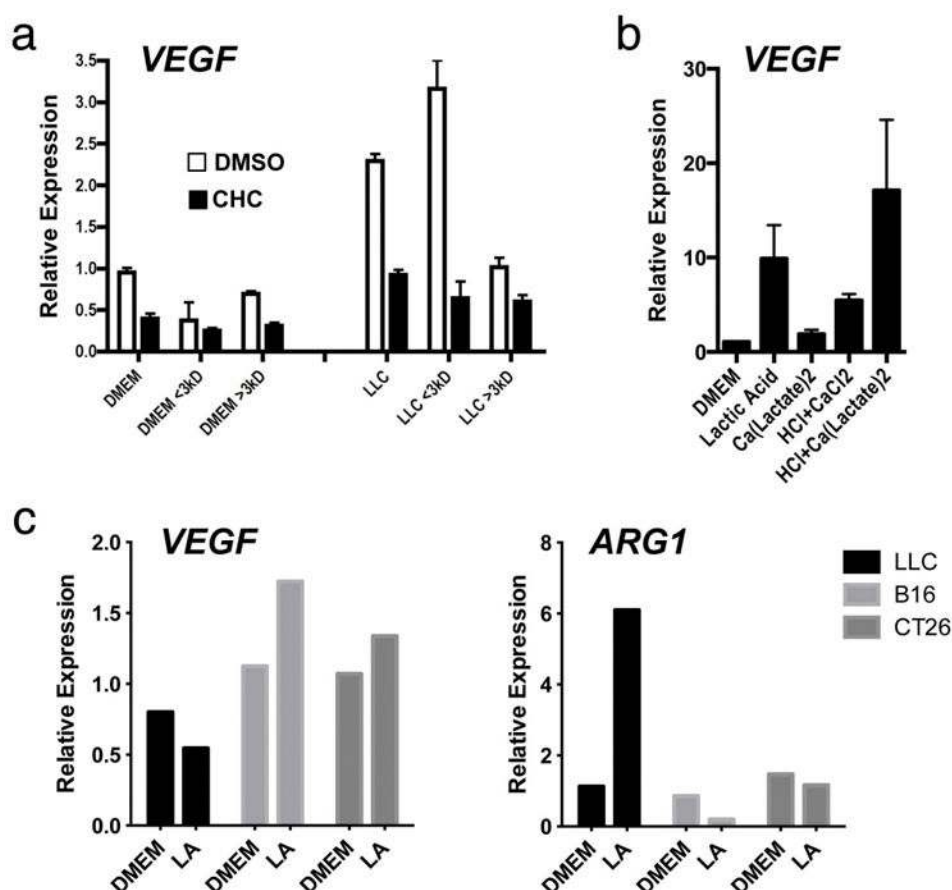 a
VEGF
Relative Expression
3.5
3.0
2.5
2.0
1.5
1.0
0.5
0.0
DMSO
CHC
DMEM
DMEM <3kD
DMEM >3kD
LLC
LLC <3kD
LLC >3kD
b
VEGF
Relative Expression
30
20
10
0
DMEM
Lactic Acid
Ca(Lactate)2
HCl+CaCl2
HCl+Ca(Lactate)2
c
VEGF
Relative Expression
2.0
1.5
1.0
0.5
0.0
DMEM
LA
DMEM
LA
DMEM
LA
ARG1
Relative Expression
8
6
4
2
0
DMEM
LA
DMEM
LA
DMEM
LA
LLC
B16
CT26